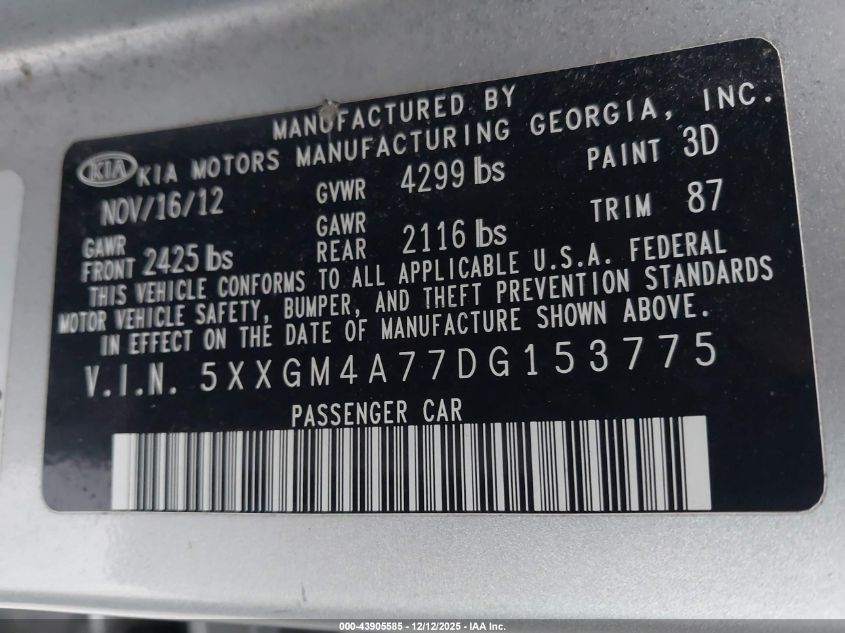 MANUFACTURED BY
KIA KIA MOTORS MANUFACTURING GEORGIA, INC.
NOV/16/12 GVWR 4299 lbs PAINT 3D
GAWR FRONT 2425 lbs GAWR REAR 2116 lbs TRIM 87
THIS VEHICLE CONFORMS TO ALL APPLICABLE U.S.A. FEDERAL
MOTOR VEHICLE SAFETY, BUMPER, AND THEFT PREVENTION STANDARDS
IN EFFECT ON THE DATE OF MANUFACTURE SHOWN ABOVE.
V.I.N. 5XXGM4A77DG153775
PASSENGER CAR
000-43905585 - 12/12/2025 - IAA Inc.